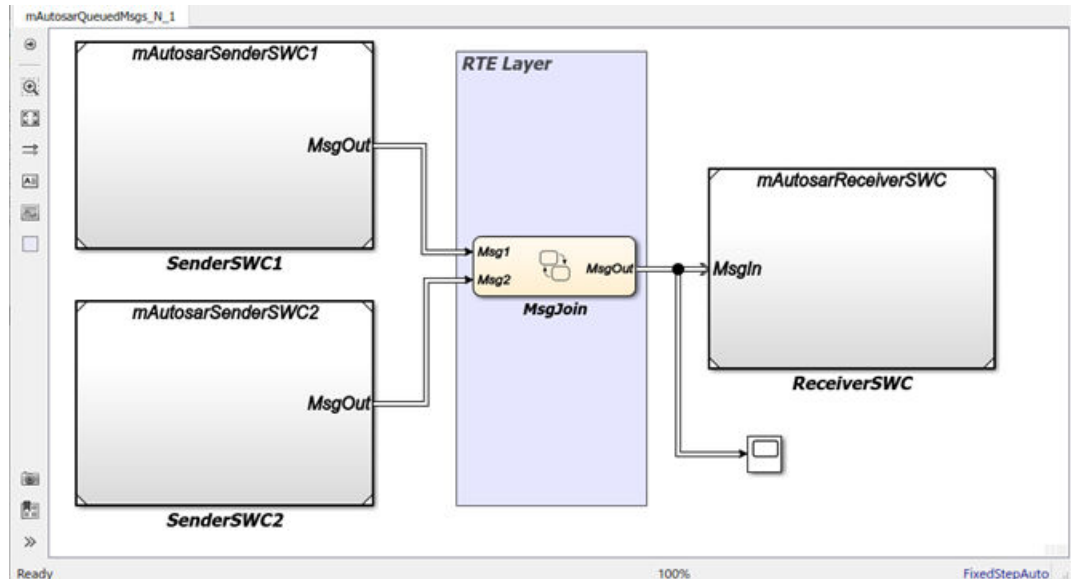 mAutosarQueuedMsgs_N_1
mAutosarSenderSWC1
MsgOut
SenderSWC1
mAutosarSenderSWC2
MsgOut
SenderSWC2
RTE Layer
Msg1
Msg2
MsgOut
MsgJoin
mAutosarReceiverSWC
MsgIn
ReceiverSWC
Ready
100%
FixedStepAuto